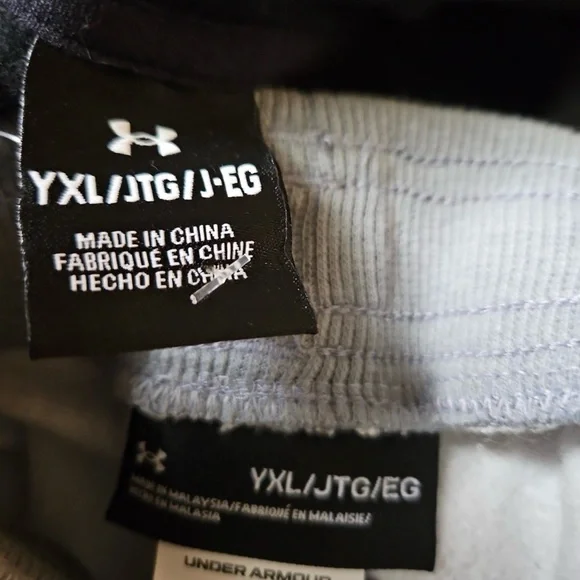 YXL/JTG/J-EG
MADE IN CHINA
FABRIQUÉ EN CHINE
HECHO EN CHINA
YXL/JTG/EG
MADE IN MALAYSIA/FABRIQUÉ EN MALAISIE/
HECHO EN MALASIA
UNDER ARMOUR